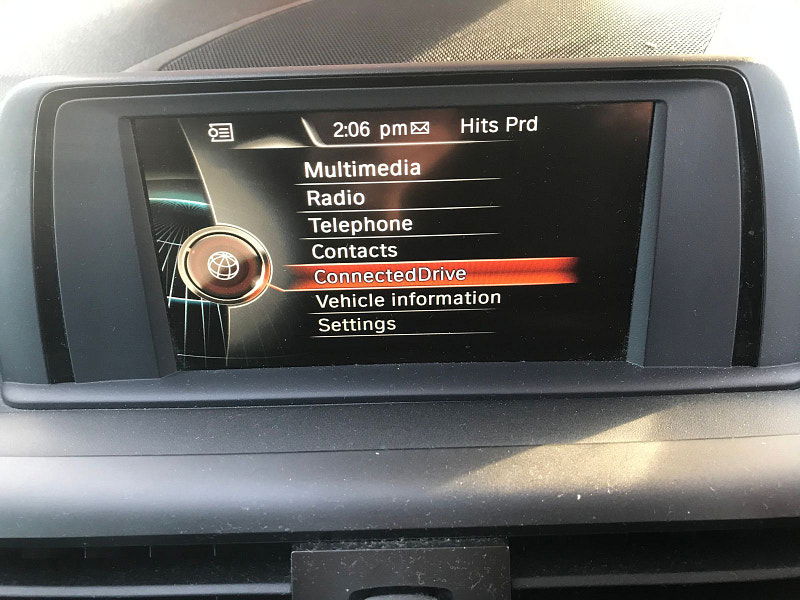 2:06 pm Hits Prd
Multimedia
Radio
Telephone
Contacts
ConnectedDrive
Vehicle information
Settings